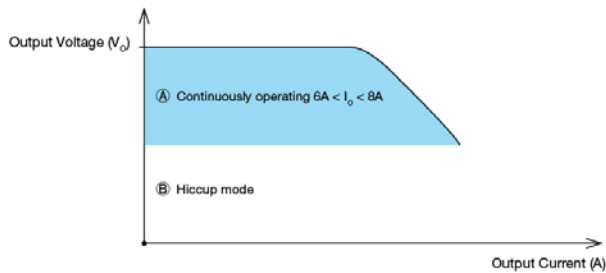 Output Voltage (Vo)
Ⓐ Continuously operating 6A < Io < 8A
Ⓑ Hiccup mode
Output Current (A)